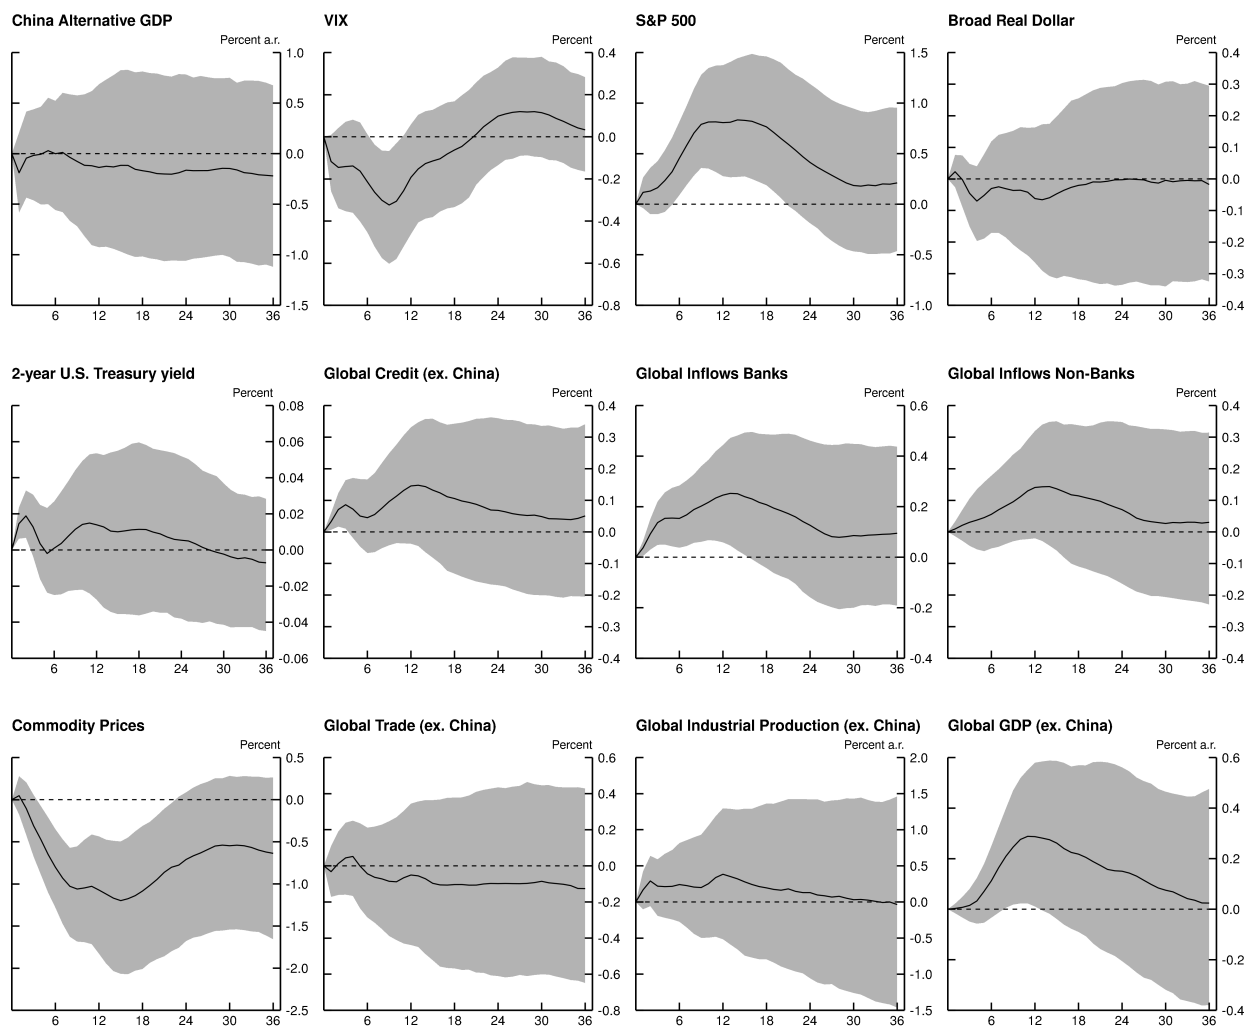 China Alternative GDP
Percent a.r.
1.0
0.5
0.0
-0.5
-1.0
-1.5
6 12 18 24 30 36
VIX
Percent
0.4
0.2
0.0
-0.2
-0.4
-0.6
-0.8
6 12 18 24 30 36
S&P 500
Percent
1.5
1.0
0.5
0.0
-0.5
-1.0
6 12 18 24 30 36
Broad Real Dollar
Percent
0.4
0.3
0.2
0.1
0.0
-0.1
-0.2
-0.3
-0.4
6 12 18 24 30 36
2-year U.S. Treasury yield
Percent
0.08
0.06
0.04
0.02
0.00
-0.02
-0.04
-0.06
6 12 18 24 30 36
Global Credit (ex. China)
Percent
0.4
0.3
0.2
0.1
0.0
-0.1
-0.2
-0.3
-0.4
6 12 18 24 30 36
Global Inflows Banks
Percent
0.6
0.4
0.2
0.0
-0.2
-0.4
6 12 18 24 30 36
Global Inflows Non-Banks
Percent
0.4
0.3
0.2
0.1
0.0
-0.1
-0.2
-0.3
-0.4
6 12 18 24 30 36
Commodity Prices
Percent
0.5
0.0
-0.5
-1.0
-1.5
-2.0
-2.5
6 12 18 24 30 36
Global Trade (ex. China)
Percent
0.6
0.4
0.2
0.0
-0.2
-0.4
-0.6
-0.8
6 12 18 24 30 36
Global Industrial Production (ex. China)
Percent a.r.
2.0
1.5
1.0
0.5
0.0
-0.5
-1.0
-1.5
6 12 18 24 30 36
Global GDP (ex. China)
Percent a.r.
0.6
0.4
0.2
0.0
-0.2
-0.4
6 12 18 24 30 36